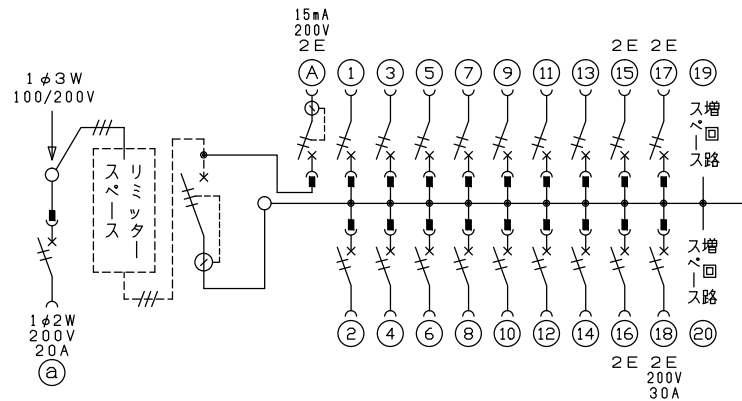 15mA
200V
2E
2E 2E
A 1 3 5 7 9 11 13 15 17 19
1φ3W
100/200V
増回路
スペース
リミッター
スペース
増回路
スペース
1φ2W
200V
20A
a
2 4 6 8 10 12 14 16 18 20
2E 2E
200V
30A